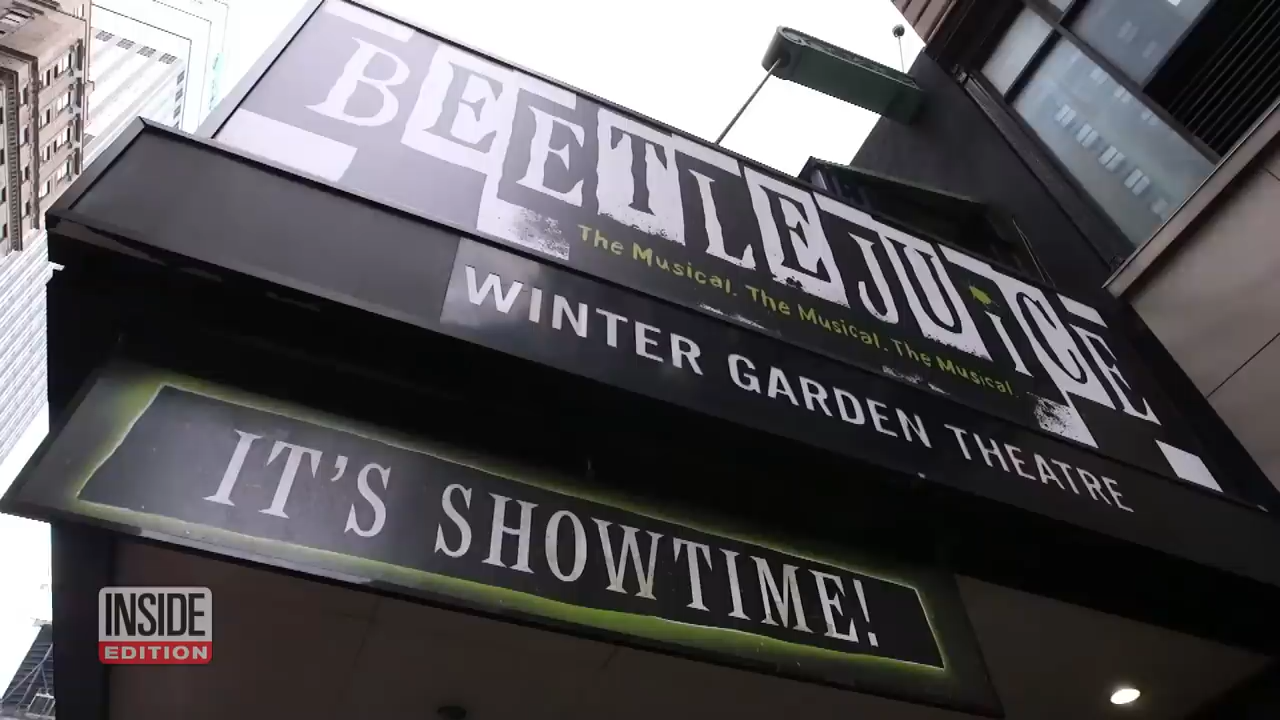 BEETLEJUiCE
The Musical. The Musical. The Musical.
WINTER GARDEN THEATRE
IT'S SHOWTIME!
INSIDE
EDITION